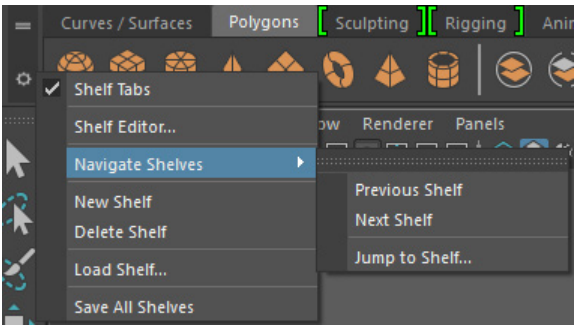 Curves / Surfaces Polygons Sculpting Rigging
Shelf Tabs
Shelf Editor...
Renderer Panels
Navigate Shelves
Previous Shelf
New Shelf
Next Shelf
Delete Shelf
Jump to Shelf...
Load Shelf...
Save All Shelves